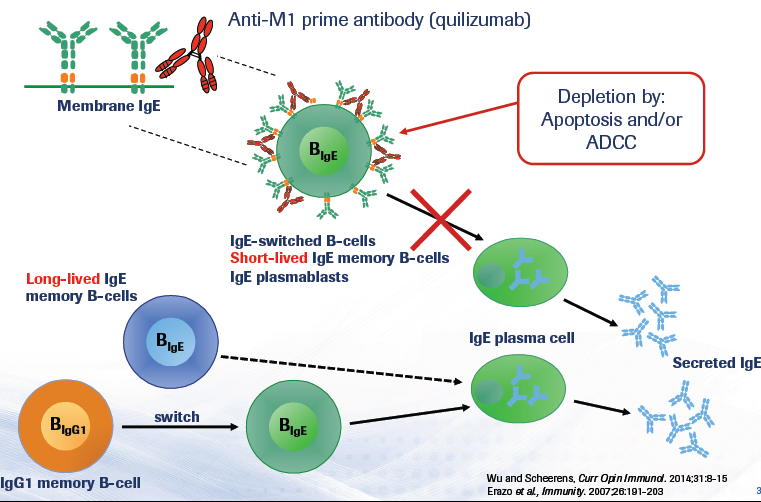 Anti-M1 prime antibody (quilizumab)
Membrane IgE
Depletion by:
Apoptosis and/or
ADCC
BIgE
IgE-switched B-cells
Short-lived IgE memory B-cells
IgE plasmablasts
Long-lived IgE
memory B-cells
BIgE
IgE plasma cell
Secreted IgE
BIgG1
switch
BIgE
IgG1 memory B-cell
Wu and Scheerens, Curr Opin Immunol. 2014;31:8-15
Erazo et al., Immunity. 2007;26:191-203
3